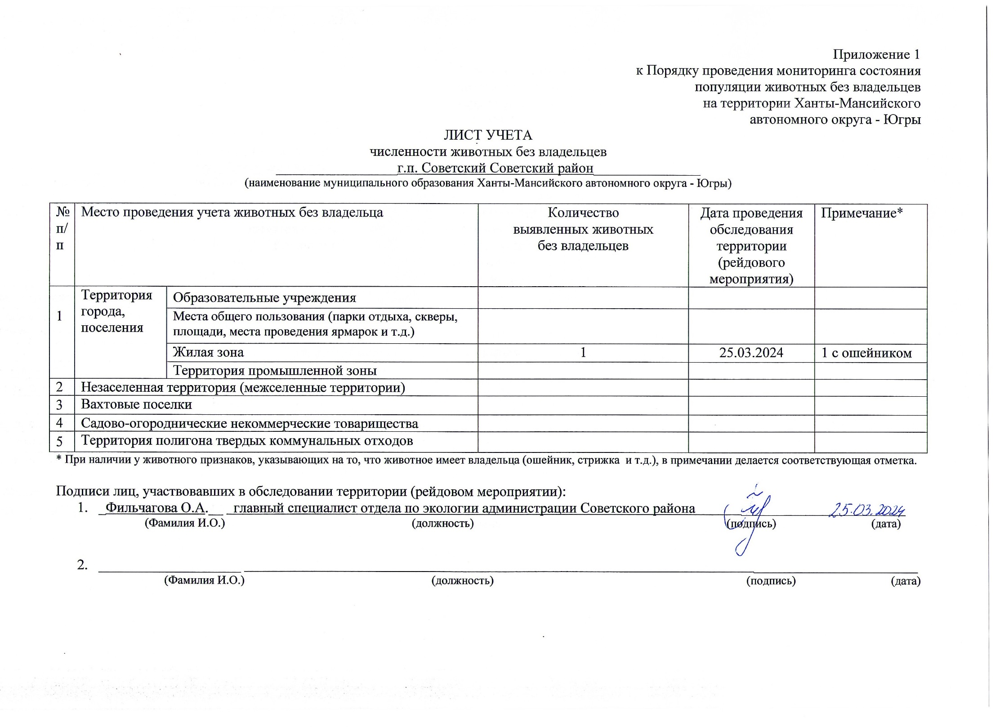 Приложение 1
к Порядку проведения мониторинга состояния
популяции животных без владельцев
на территории Ханты-Мансийского
автономного округа - Югры
ЛИСТ УЧЕТА
численности животных без владельцев
г.п. Советский Советский район
(наименование муниципального образования Ханты-Мансийского автономного округа - Югры)
№ п/п Место проведения учета животных без владельца Количество выявленных животных без владельцев Дата проведения обследования территории (рейдового мероприятия) Примечание*
1 Территория города, поселения Образовательные учреждения
Места общего пользования (парки отдыха, скверы,
площади, места проведения ярмарок и т.д.)
Жилая зона 1 25.03.2024 1 с ошейником
Территория промышленной зоны
2 Незаселенная территория (межселенные территории)
3 Вахтовые поселки
4 Садово-огороднические некоммерческие товарищества
5 Территория полигона твердых коммунальных отходов
* При наличии у животного признаков, указывающих на то, что животное имеет владельца (ошейник, стрижка и т.д.), в примечании делается соответствующая отметка.
Подписи лиц, участвовавших в обследовании территории (рейдовом мероприятии):
1. Фильчагова О.А. главный специалист отдела по экологии администрации Советского района 25.03.2024
(Фамилия И.О.) (должность) (подпись) (дата)
2.
(Фамилия И.О.) (должность) (подпись) (дата)